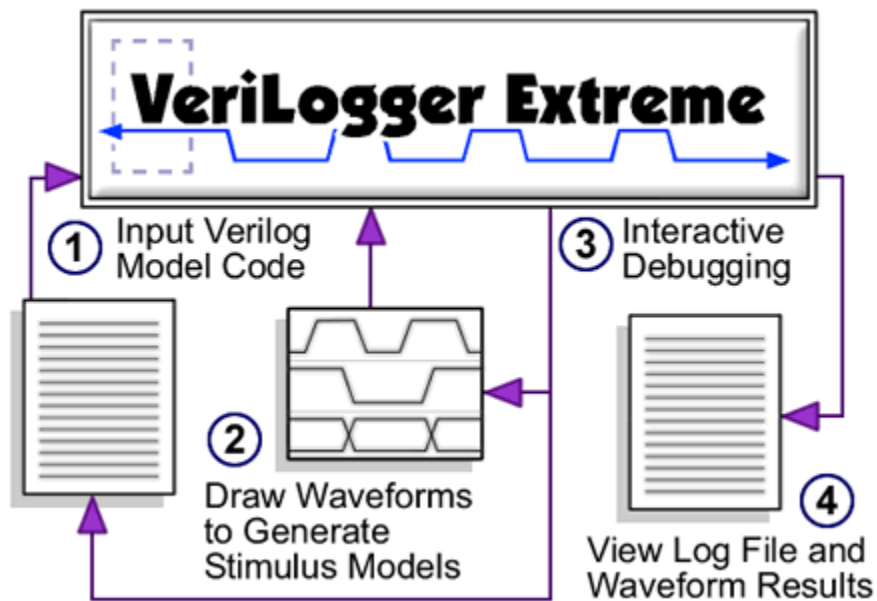 VeriLogger Extreme
1
Input Verilog
Model Code
3
Interactive
Debugging
2
Draw Waveforms
to Generate
Stimulus Models
4
View Log File and
Waveform Results